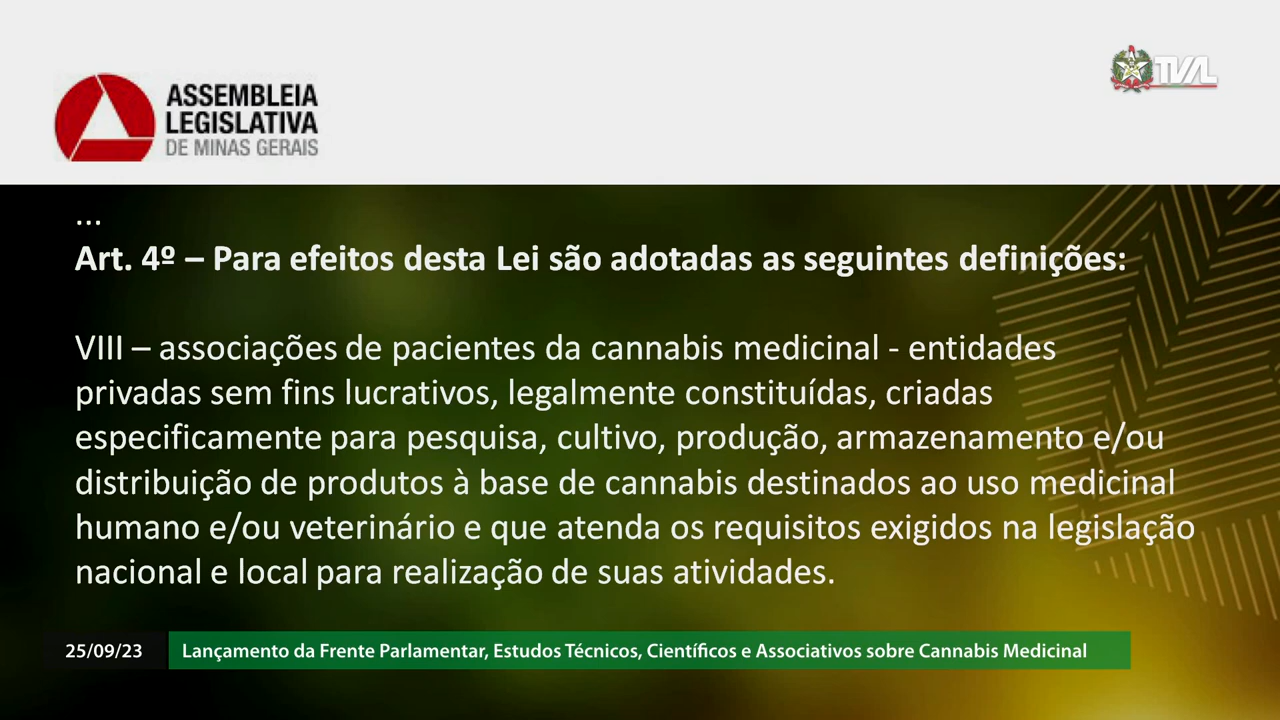 ASSEMBLEIA
LEGISLATIVA
DE MINAS GERAIS
TVAL
...
Art. 4º – Para efeitos desta Lei são adotadas as seguintes definições:
VIII – associações de pacientes da cannabis medicinal - entidades
privadas sem fins lucrativos, legalmente constituídas, criadas
especificamente para pesquisa, cultivo, produção, armazenamento e/ou
distribuição de produtos à base de cannabis destinados ao uso medicinal
humano e/ou veterinário e que atenda os requisitos exigidos na legislação
nacional e local para realização de suas atividades.
25/09/23 Lançamento da Frente Parlamentar, Estudos Técnicos, Científicos e Associativos sobre Cannabis Medicinal